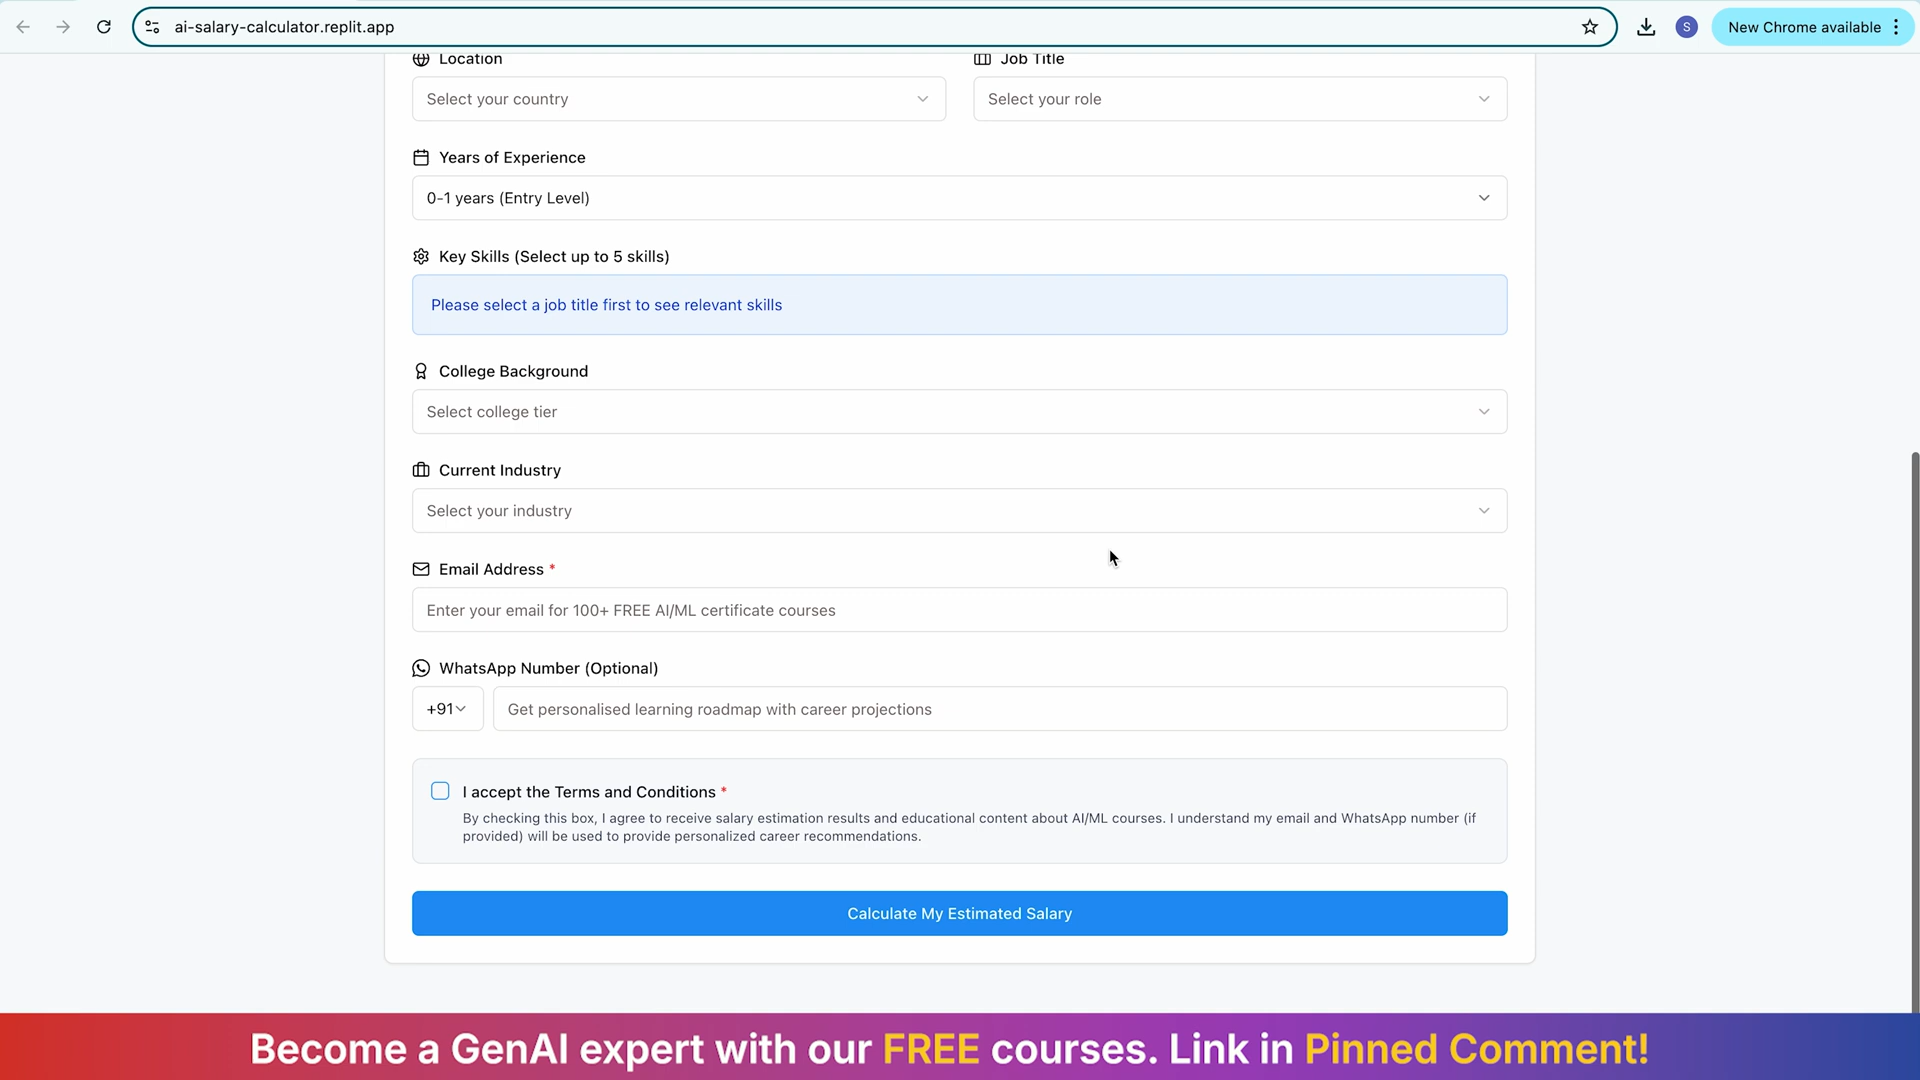 ai-salary-calculator.replit.app
S
New Chrome available
Location
Job Title
Select your country
Select your role
Years of Experience
0-1 years (Entry Level)
Key Skills (Select up to 5 skills)
Please select a job title first to see relevant skills
College Background
Select college tier
Current Industry
Select your industry
Email Address *
Enter your email for 100+ FREE AI/ML certificate courses
WhatsApp Number (Optional)
+91
Get personalised learning roadmap with career projections
I accept the Terms and Conditions *
By checking this box, I agree to receive salary estimation results and educational content about AI/ML courses. I understand my email and WhatsApp number (if
provided) will be used to provide personalized career recommendations.
Calculate My Estimated Salary
Become a GenAI expert with our FREE courses. Link in Pinned Comment!